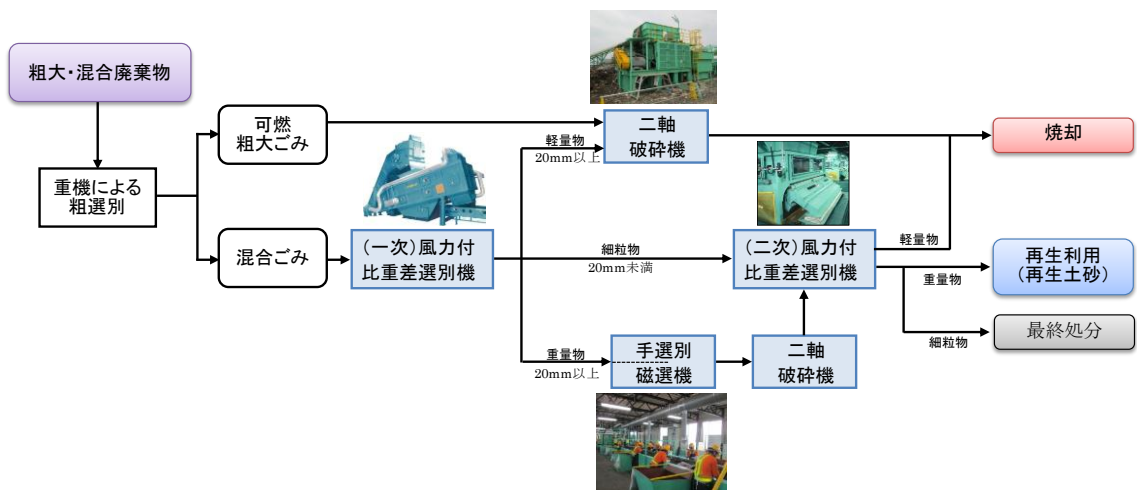 粗大・混合廃棄物
重機による
粗選別
可燃
粗大ごみ
混合ごみ
(一次)風力付
比重差選別機
軽量物
20mm以上
二軸
破砕機
細粒物
20mm未満
重量物
20mm以上
手選別
磁選機
二軸
破砕機
(二次)風力付
比重差選別機
軽量物
重量物
細粒物
焼却
再生利用
(再生土砂)
最終処分